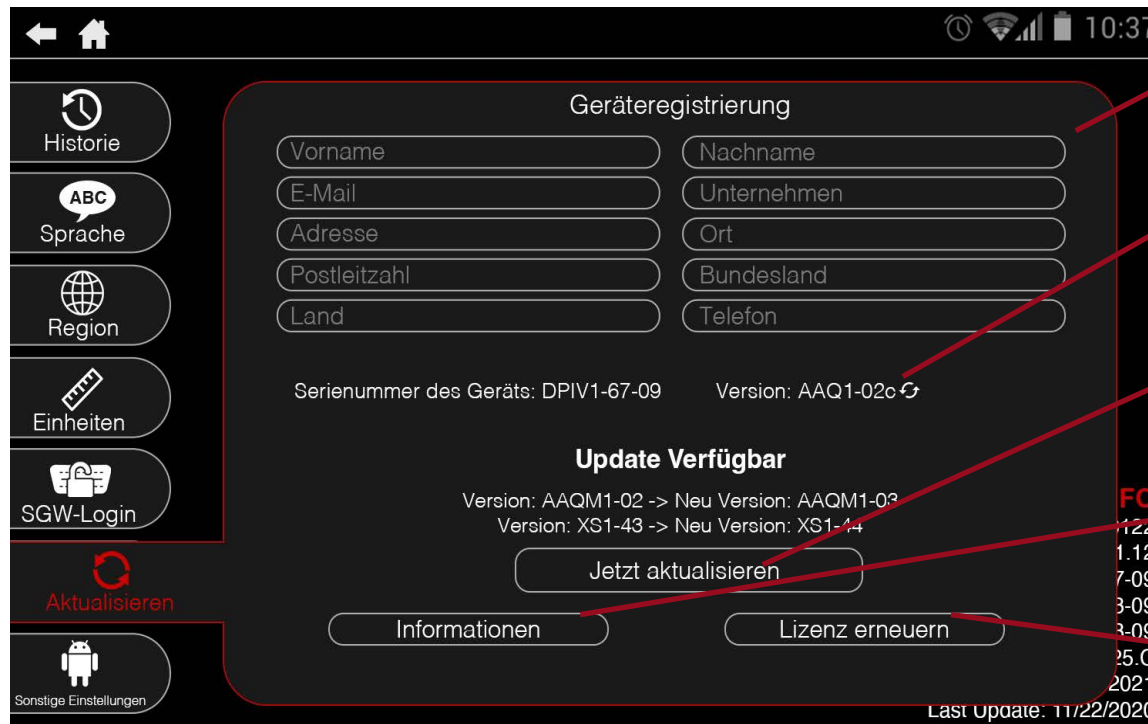 10:37
Historie
ABC
Sprache
Region
Einheiten
SGW-Login
Aktualisieren
Sonstige Einstellungen
Geräteregistrierung
Vorname Nachname
E-Mail Unternehmen
Adresse Ort
Postleitzahl Bundesland
Land Telefon
Serienummer des Geräts: DPIV1-67-09 Version: AAQ1-02c
Update Verfügbar
Version: AAQM1-02 -> Neu Version: AAQM1-03
Version: XS1-43 -> Neu Version: XS1-44
Jetzt aktualisieren
Informationen Lizenz erneuern
Last Update: 11/22/2020